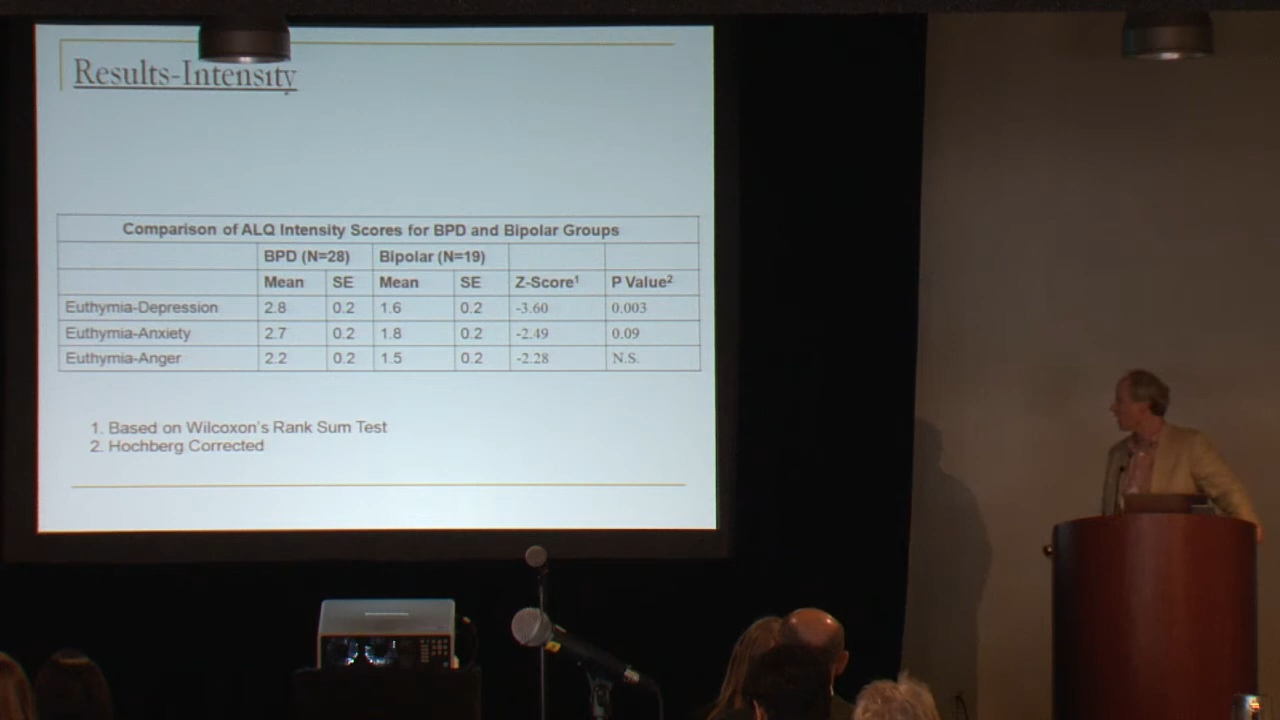 Results-Intensity
Comparison of ALQ Intensity Scores for BPD and Bipolar Groups
BPD (N=28) Bipolar (N=19)
Mean SE Mean SE Z-Score¹ P Value²
Euthymia-Depression 2.8 0.2 1.6 0.2 -3.60 0.003
Euthymia-Anxiety 2.7 0.2 1.8 0.2 -2.49 0.09
Euthymia-Anger 2.2 0.2 1.5 0.2 -2.28 N.S.
1. Based on Wilcoxon's Rank Sum Test
2. Hochberg Corrected